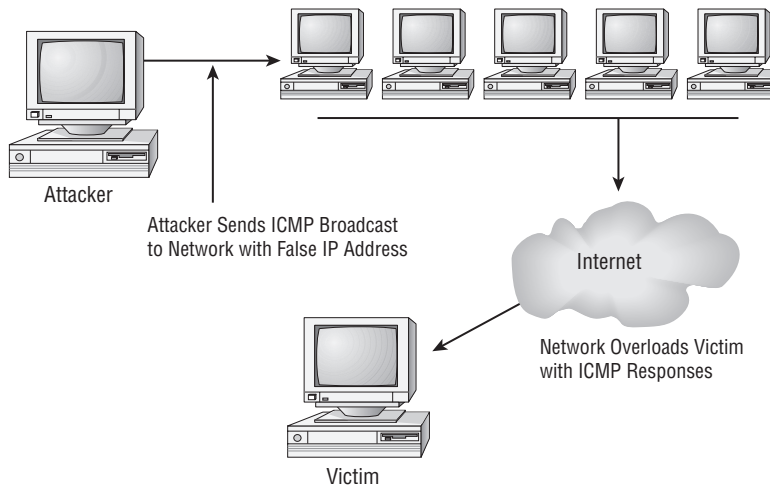 Attacker
Attacker Sends ICMP Broadcast
to Network with False IP Address
Internet
Network Overloads Victim
with ICMP Responses
Victim